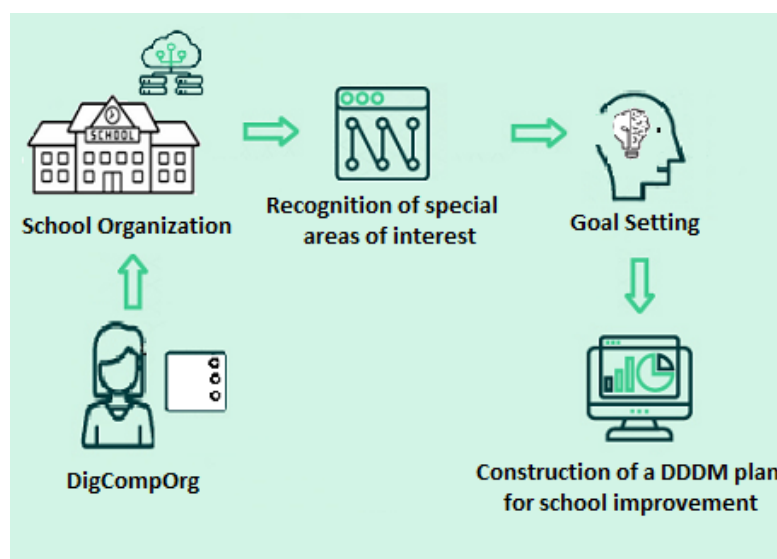 SCHOOL
School Organization
Recognition of special
areas of interest
Goal Setting
DigCompOrg
Construction of a DDDM plan
for school improvement